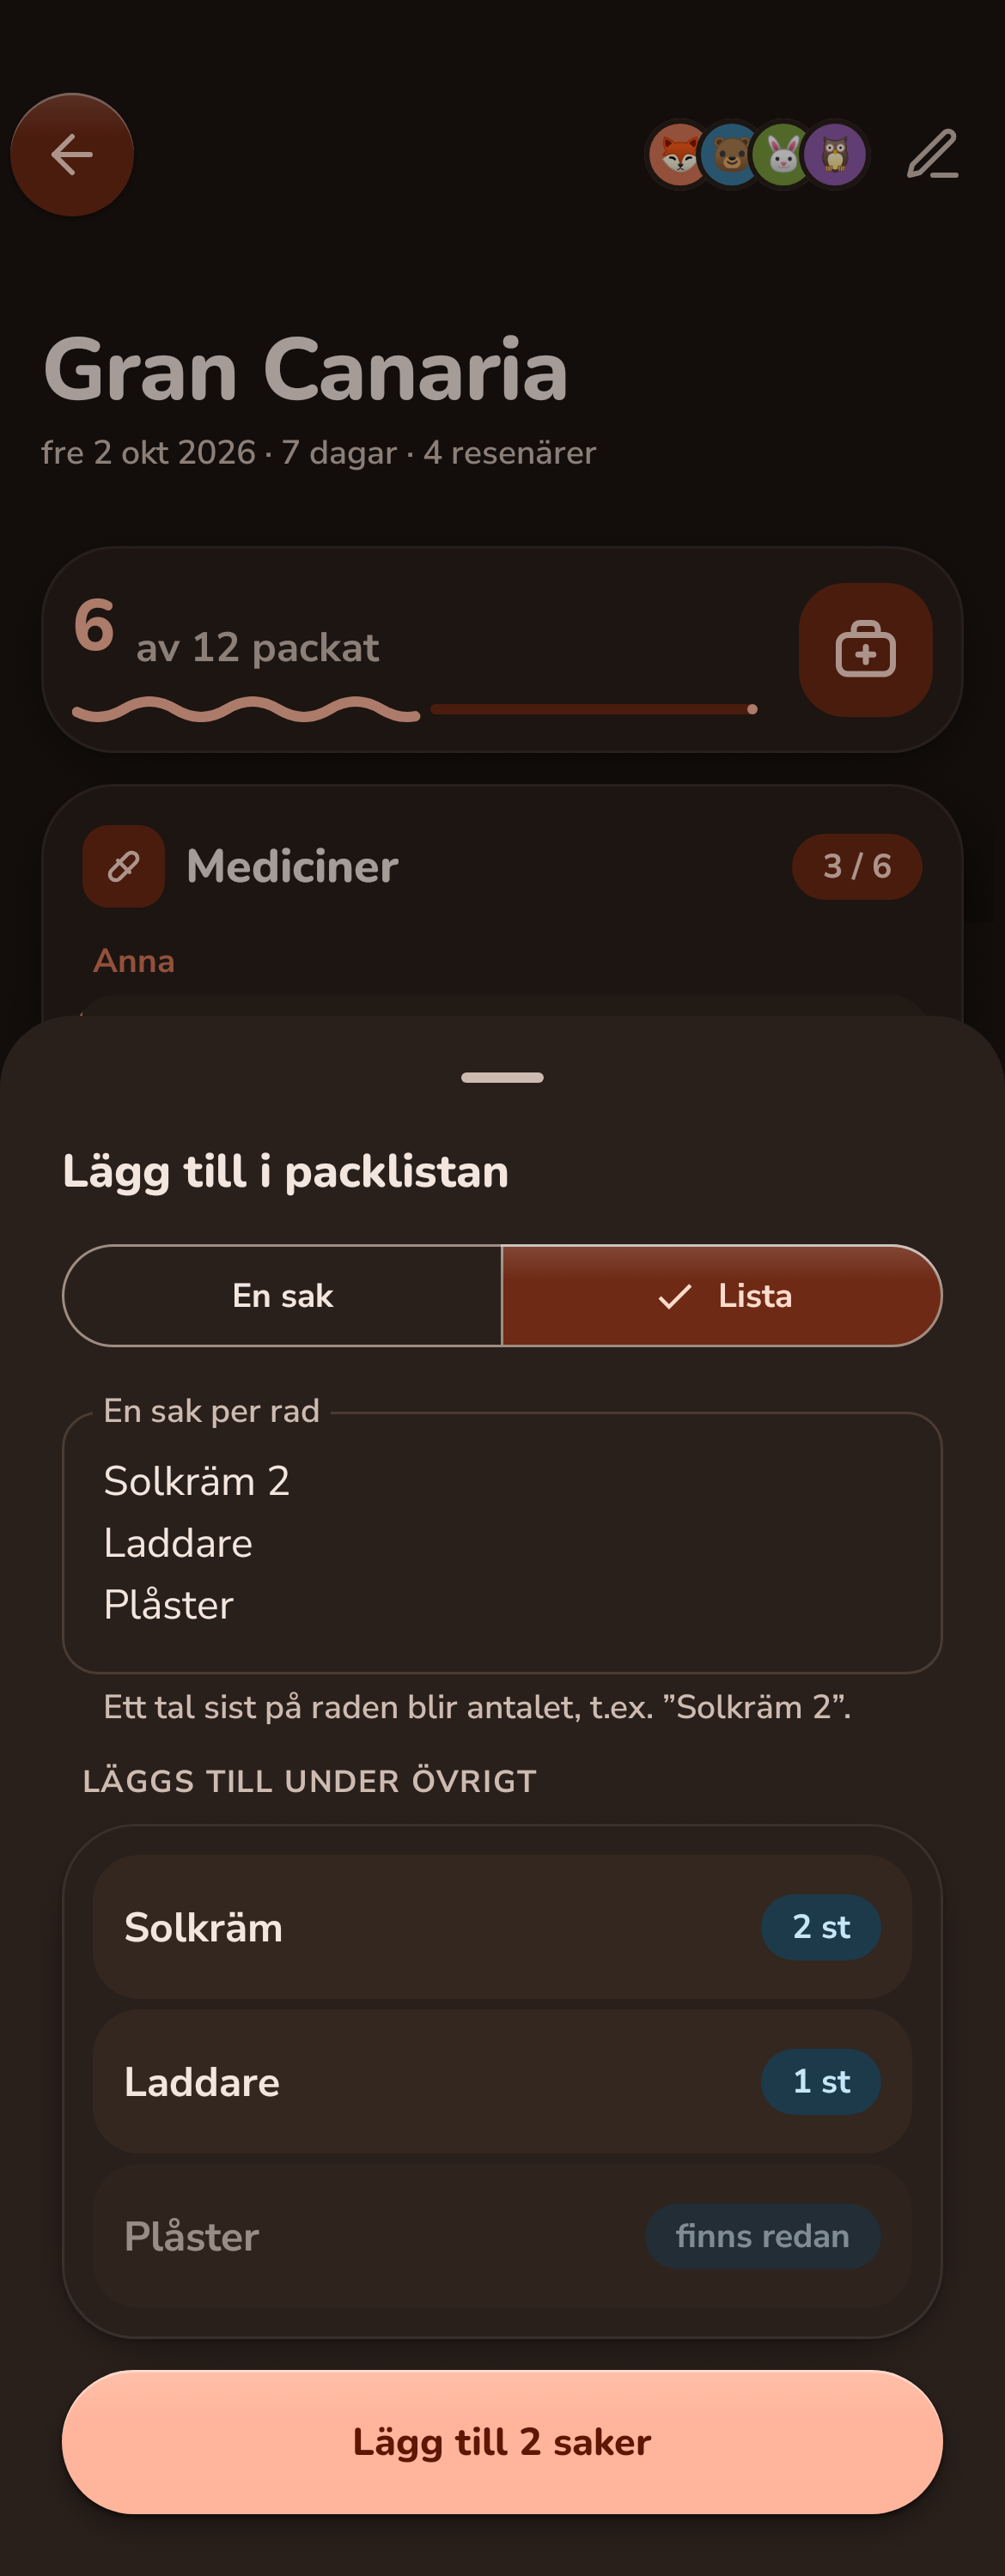 Gran Canaria
fre 2 okt 2026 · 7 dagar · 4 resenärer
6 av 12 packat
Mediciner
3 / 6
Anna
Lägg till i packlistan
En sak
Lista
En sak per rad
Solkräm 2
Laddare
Plåster
Ett tal sist på raden blir antalet, t.ex. ”Solkräm 2”.
LÄGGS TILL UNDER ÖVRIGT
Solkräm
2 st
Laddare
1 st
Plåster
finns redan
Lägg till 2 saker